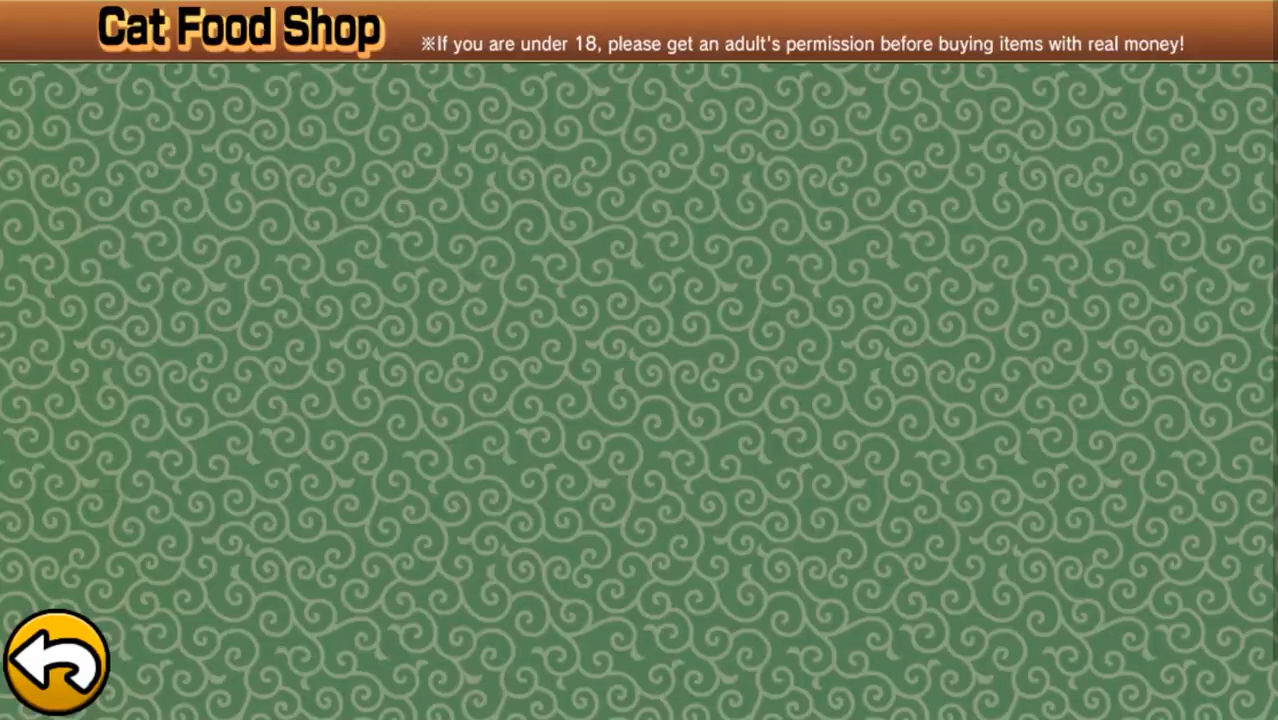 Cat Food Shop
※If you are under 18, please get an adult's permission before buying items with real money!